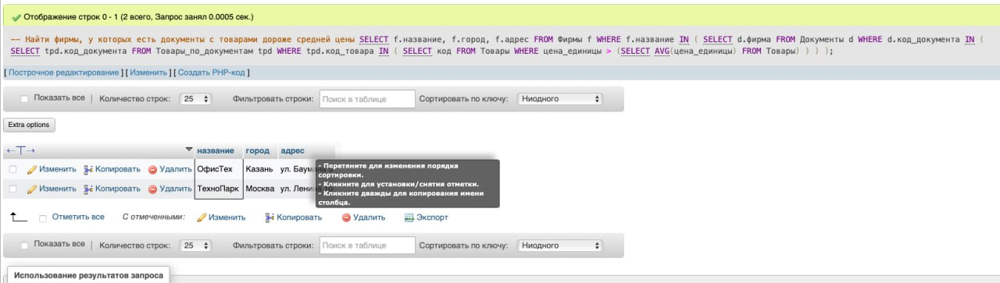 Отображение строк 0 - 1 (2 всего, Запрос занял 0.0005 сек.)
-- Найти фирмы, у которых есть документы с товарами дороже средней цены SELECT f.название, f.город, f.адрес FROM Фирмы f WHERE f.название IN ( SELECT d.фирма FROM Документы d WHERE d.код_документа IN (
SELECT tpd.код_документа FROM Товары_по_документам tpd WHERE tpd.код_товара IN ( SELECT код FROM Товары WHERE цена_единицы > (SELECT AVG(цена_единицы) FROM Товары) ) ) );
[ Построчное редактирование ] [ Изменить ] [ Создать PHP-код ]
Показать все | Количество строк: 25 Фильтровать строки: Поиск в таблице Сортировать по ключу: Ниодного
Extra options
название город адрес
Изменить Копировать Удалить ОфисТех Казань ул.
Изменить Копировать Удалить ТехноПарк Москва ул.
- Перетяните для изменения порядка
сортировки.
- Кликните для установки/снятия отметки.
- Кликните дважды для копирования имени
столбца.
Отметить все С отмеченными: Изменить Копировать Удалить Экспорт
Показать все | Количество строк: 25 Фильтровать строки: Поиск в таблице Сортировать по ключу: Ниодного
Использование результатов запроса